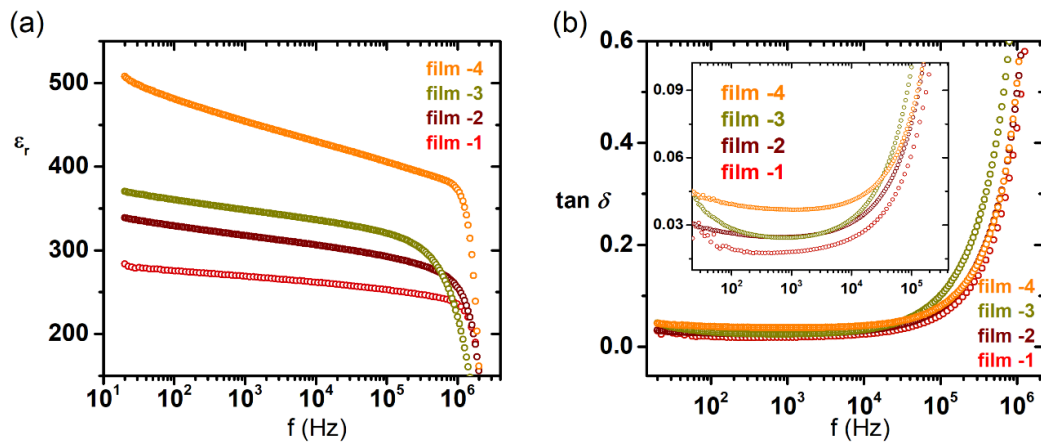 (a)
500
400
300
200
εr
film -4
film -3
film -2
film -1
10¹ 10² 10³ 10⁴ 10⁵ 10⁶
f (Hz)
(b)
0.6
0.4
0.2
0.0
tan δ
0.09
0.06
0.03
film -4
film -3
film -2
film -1
10² 10³ 10⁴ 10⁵
film -4
film -3
film -2
film -1
10² 10³ 10⁴ 10⁵ 10⁶
f (Hz)